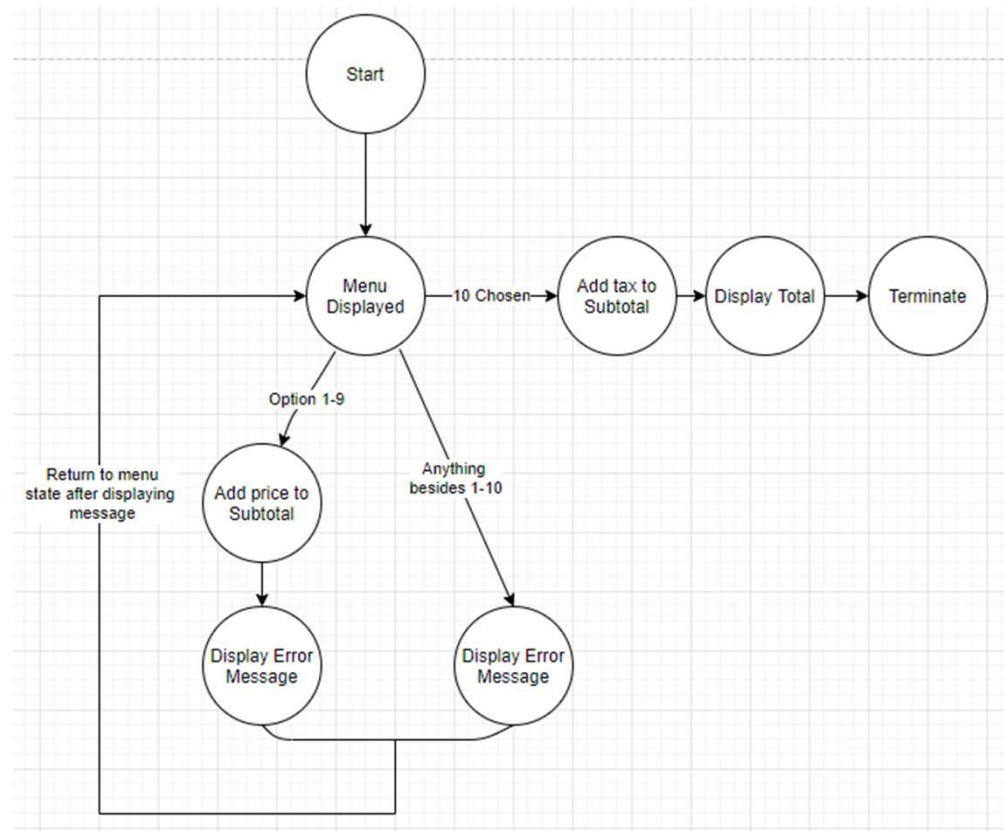 Start
Menu
Displayed
10 Chosen
Add tax to
Subtotal
Display Total
Terminate
Option 1-9
Anything
besides 1-10
Return to menu
state after displaying
message
Add price to
Subtotal
Display Error
Message
Display Error
Message